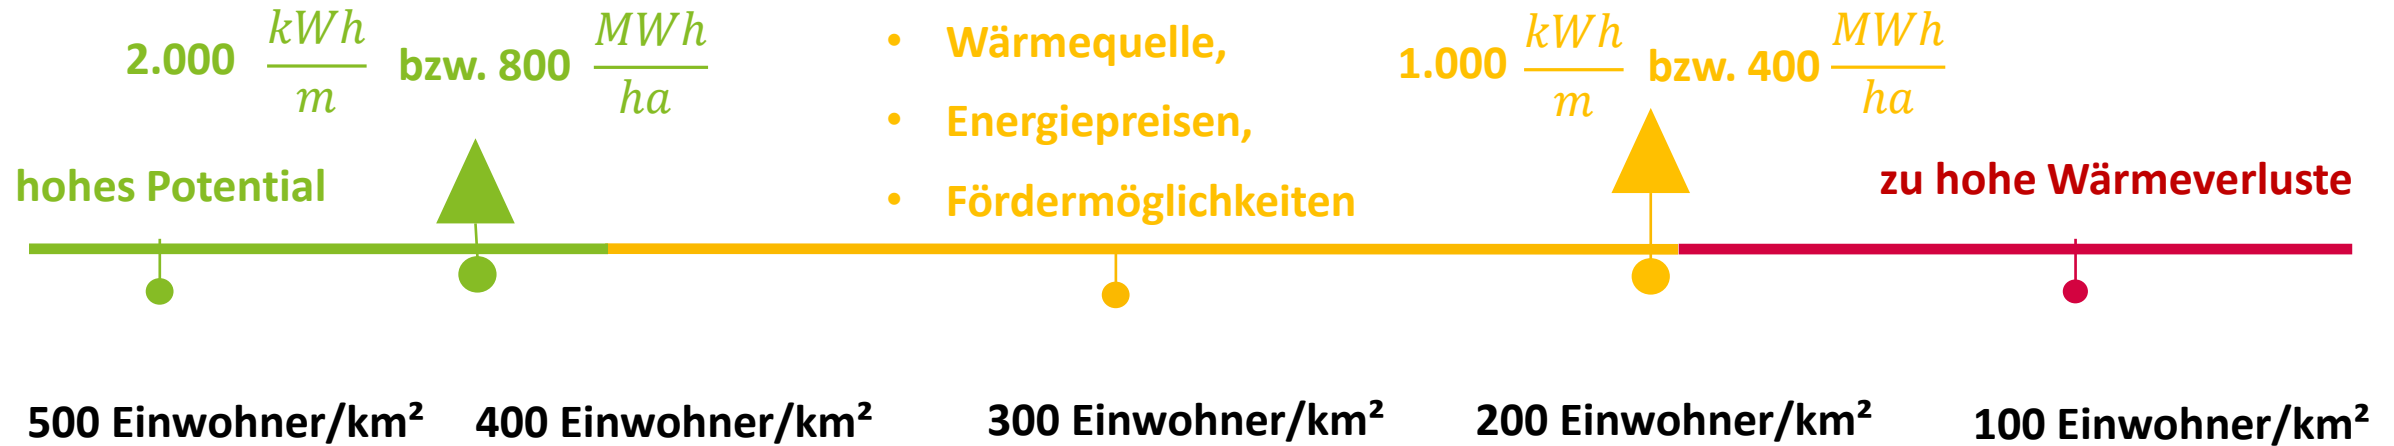 2.000 kWh/m bzw. 800 MWh/ha
hohes Potential
• Wärmequelle,
• Energiepreisen,
• Fördermöglichkeiten
1.000 kWh/m bzw. 400 MWh/ha
zu hohe Wärmeverluste
500 Einwohner/km²
400 Einwohner/km²
300 Einwohner/km²
200 Einwohner/km²
100 Einwohner/km²